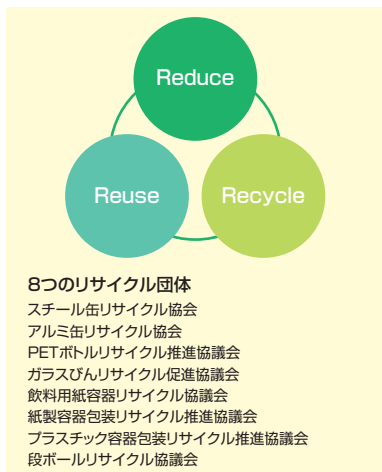 Reduce
Reuse
Recycle
8つのリサイクル団体
スチール缶リサイクル協会
アルミ缶リサイクル協会
PETボトルリサイクル推進協議会
ガラスびんリサイクル促進協議会
飲料用紙容器リサイクル協議会
紙製容器包装リサイクル推進協議会
プラスチック容器包装リサイクル推進協議会
段ボールリサイクル協議会